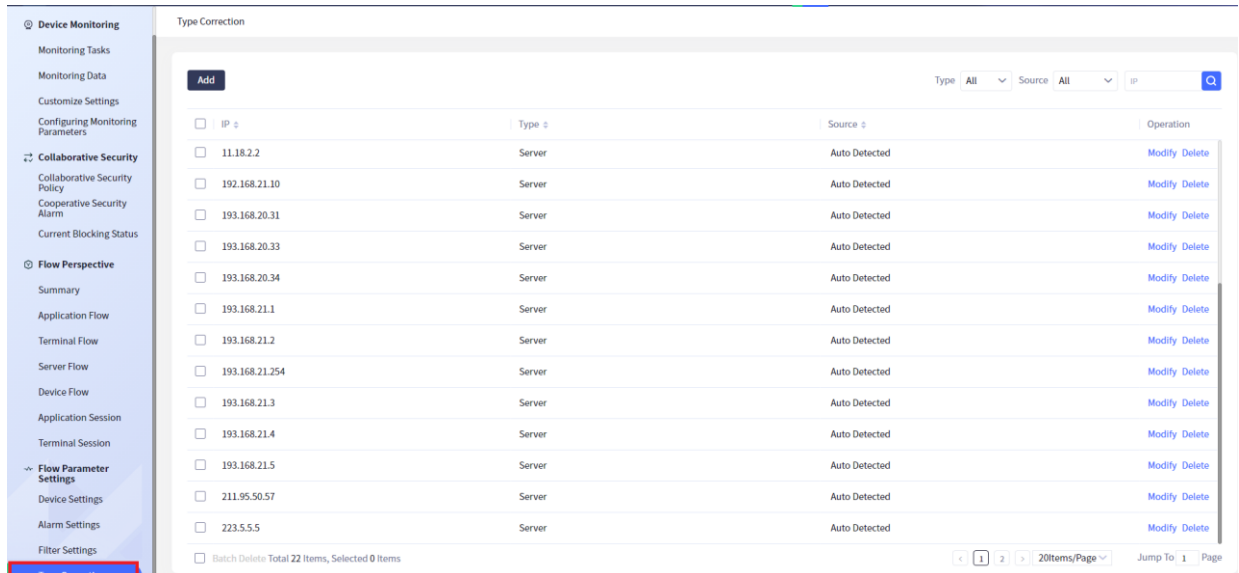 Device Monitoring
Monitoring Tasks
Monitoring Data
Customize Settings
Configuring Monitoring
Parameters
Collaborative Security
Collaborative Security
Policy
Cooperative Security
Alarm
Current Blocking Status
Flow Perspective
Summary
Application Flow
Terminal Flow
Server Flow
Device Flow
Application Session
Terminal Session
Flow Parameter
Settings
Device Settings
Alarm Settings
Filter Settings
Type Correction
Add
Type All Source All IP
IP Type Source Operation
11.18.2.2 Server Auto Detected Modify Delete
192.168.21.10 Server Auto Detected Modify Delete
193.168.20.31 Server Auto Detected Modify Delete
193.168.20.33 Server Auto Detected Modify Delete
193.168.20.34 Server Auto Detected Modify Delete
193.168.21.1 Server Auto Detected Modify Delete
193.168.21.2 Server Auto Detected Modify Delete
193.168.21.254 Server Auto Detected Modify Delete
193.168.21.3 Server Auto Detected Modify Delete
193.168.21.4 Server Auto Detected Modify Delete
193.168.21.5 Server Auto Detected Modify Delete
211.95.50.57 Server Auto Detected Modify Delete
223.5.5.5 Server Auto Detected Modify Delete
Batch Delete Total 22 Items, Selected 0 Items < 1 2 > 20Items/Page Jump To 1 Page